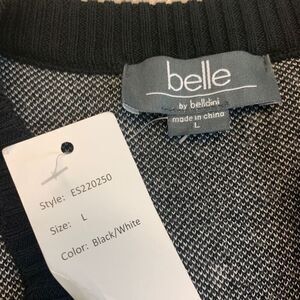 belle
by belldini
made in china
L
Style: ES220250
Size: L
Color: Black/White